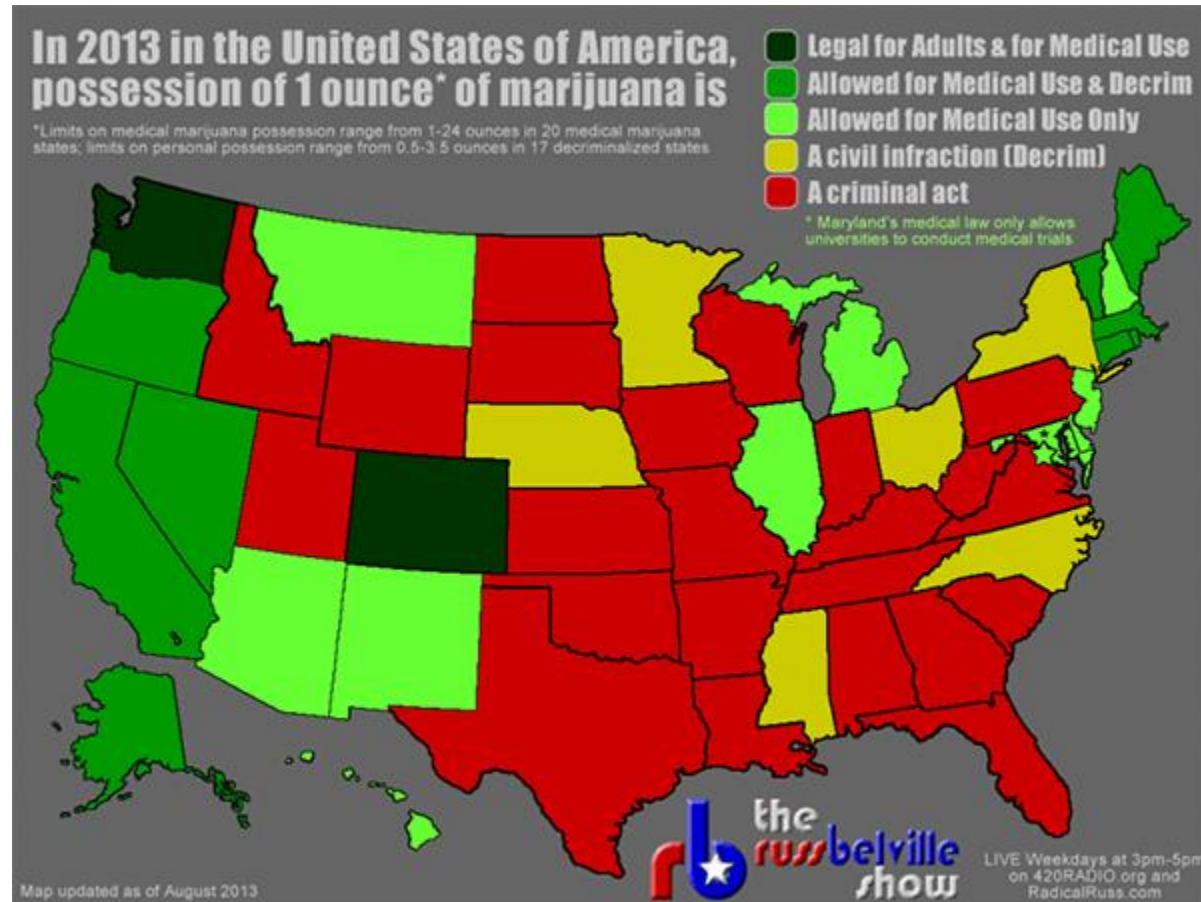 In 2013 in the United States of America,
possession of 1 ounce* of marijuana is
*Limits on medical marijuana possession range from 1-24 ounces in 20 medical marijuana
states; limits on personal possession range from 0.5-3.5 ounces in 17 decriminalized states
Legal for Adults & for Medical Use
Allowed for Medical Use & Decrim
Allowed for Medical Use Only
A civil infraction (Decrim)
A criminal act
* Maryland's medical law only allows
universities to conduct medical trials
Map updated as of August 2013
rb
the
russbelville
show
LIVE Weekdays at 3pm-5pm
on 420RADIO.org and
RadicalRuss.com